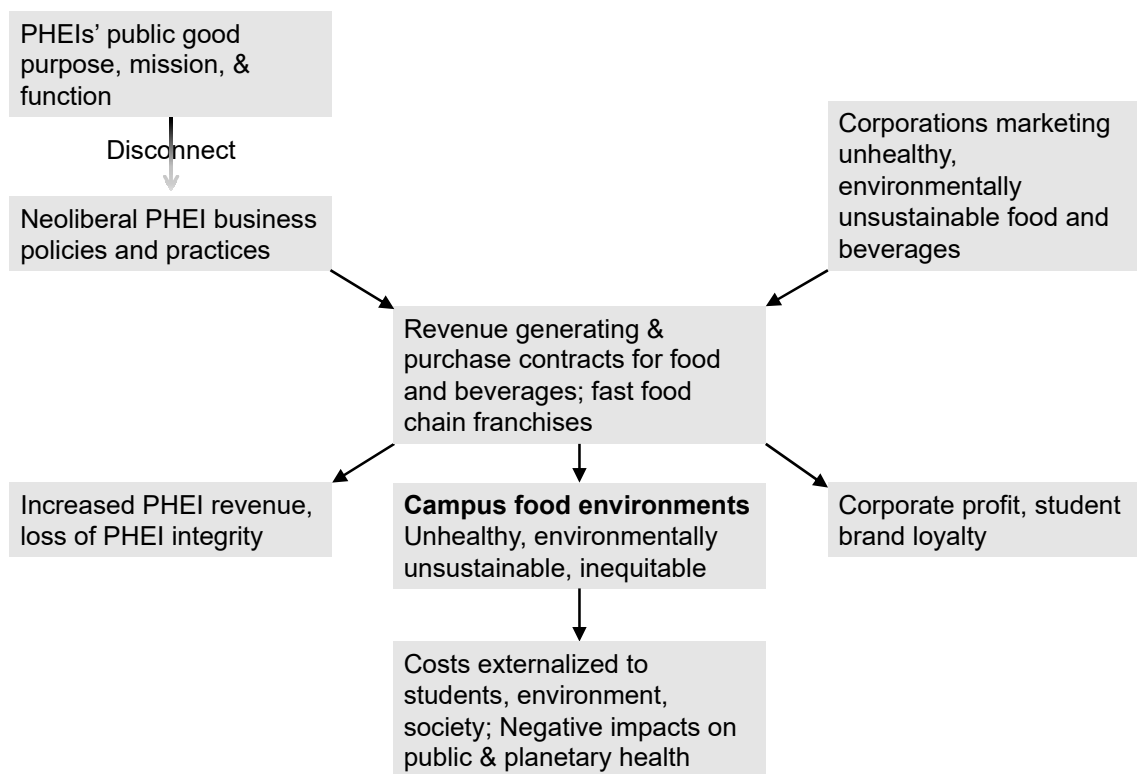 PHEIs’ public good
purpose, mission, &
function
Disconnect
Neoliberal PHEI business
policies and practices
Corporations marketing
unhealthy,
environmentally
unsustainable food and
beverages
Revenue generating &
purchase contracts for food
and beverages; fast food
chain franchises
Increased PHEI revenue,
loss of PHEI integrity
Campus food environments
Unhealthy, environmentally
unsustainable, inequitable
Corporate profit, student
brand loyalty
Costs externalized to
students, environment,
society; Negative impacts on
public & planetary health